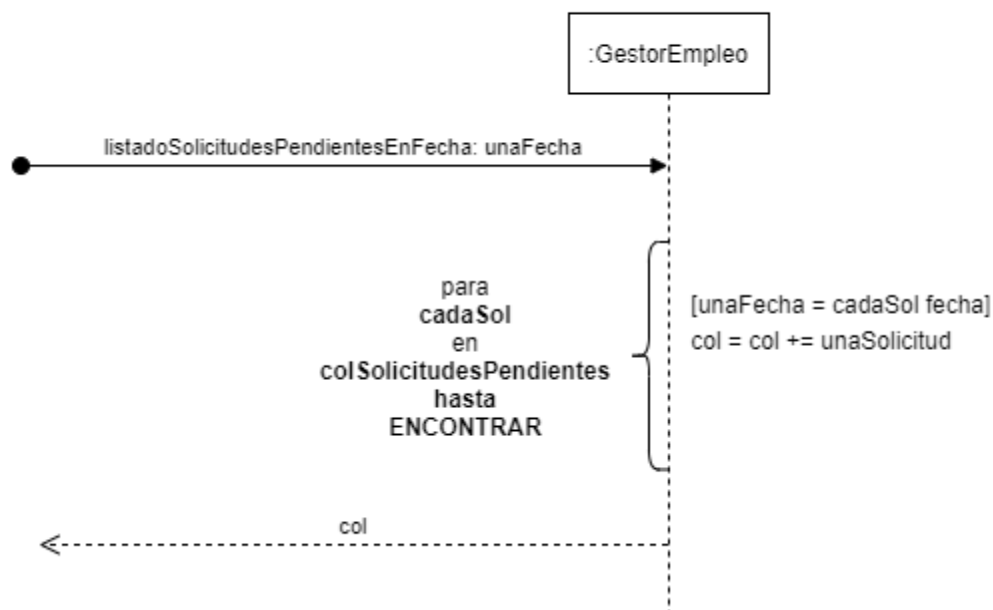 :GestorEmpleo
listadoSolicitudesPendientesEnFecha: unaFecha
para
cadaSol
en
colSolicitudesPendientes
hasta
ENCONTRAR
[unaFecha = cadaSol fecha]
col = col += unaSolicitud
col